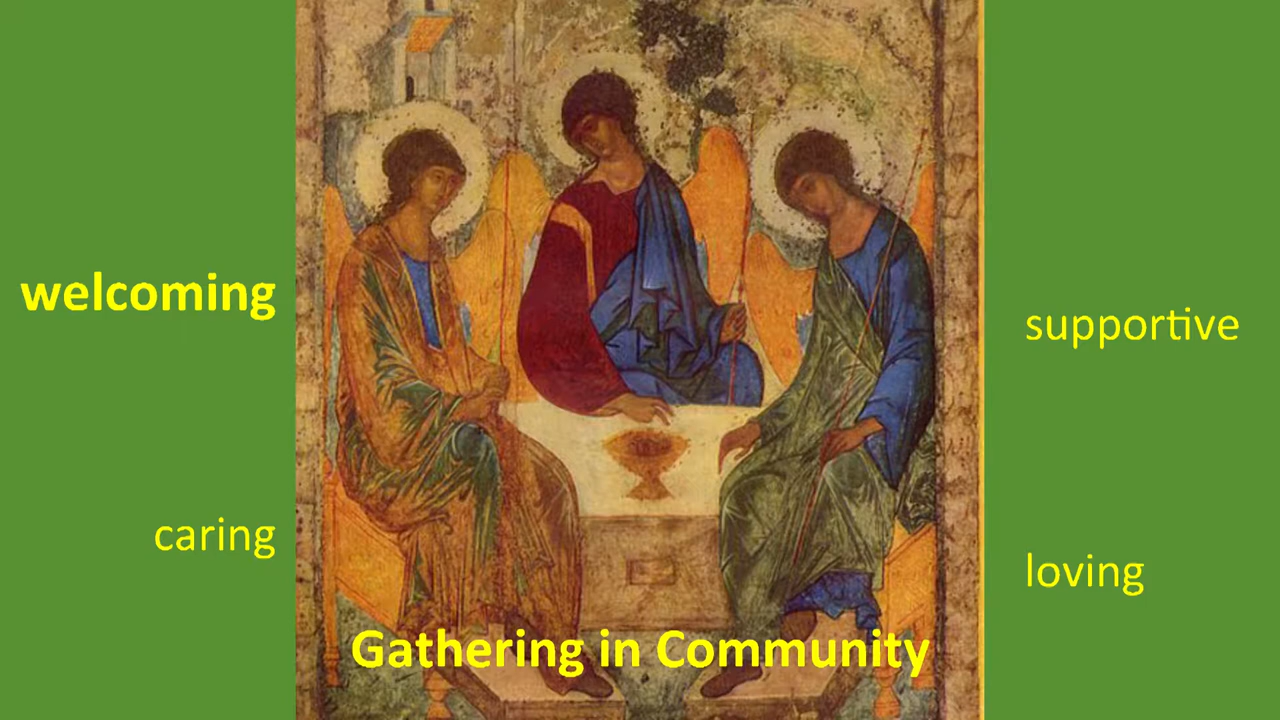 welcoming
supportive
caring
loving
Gathering in Community